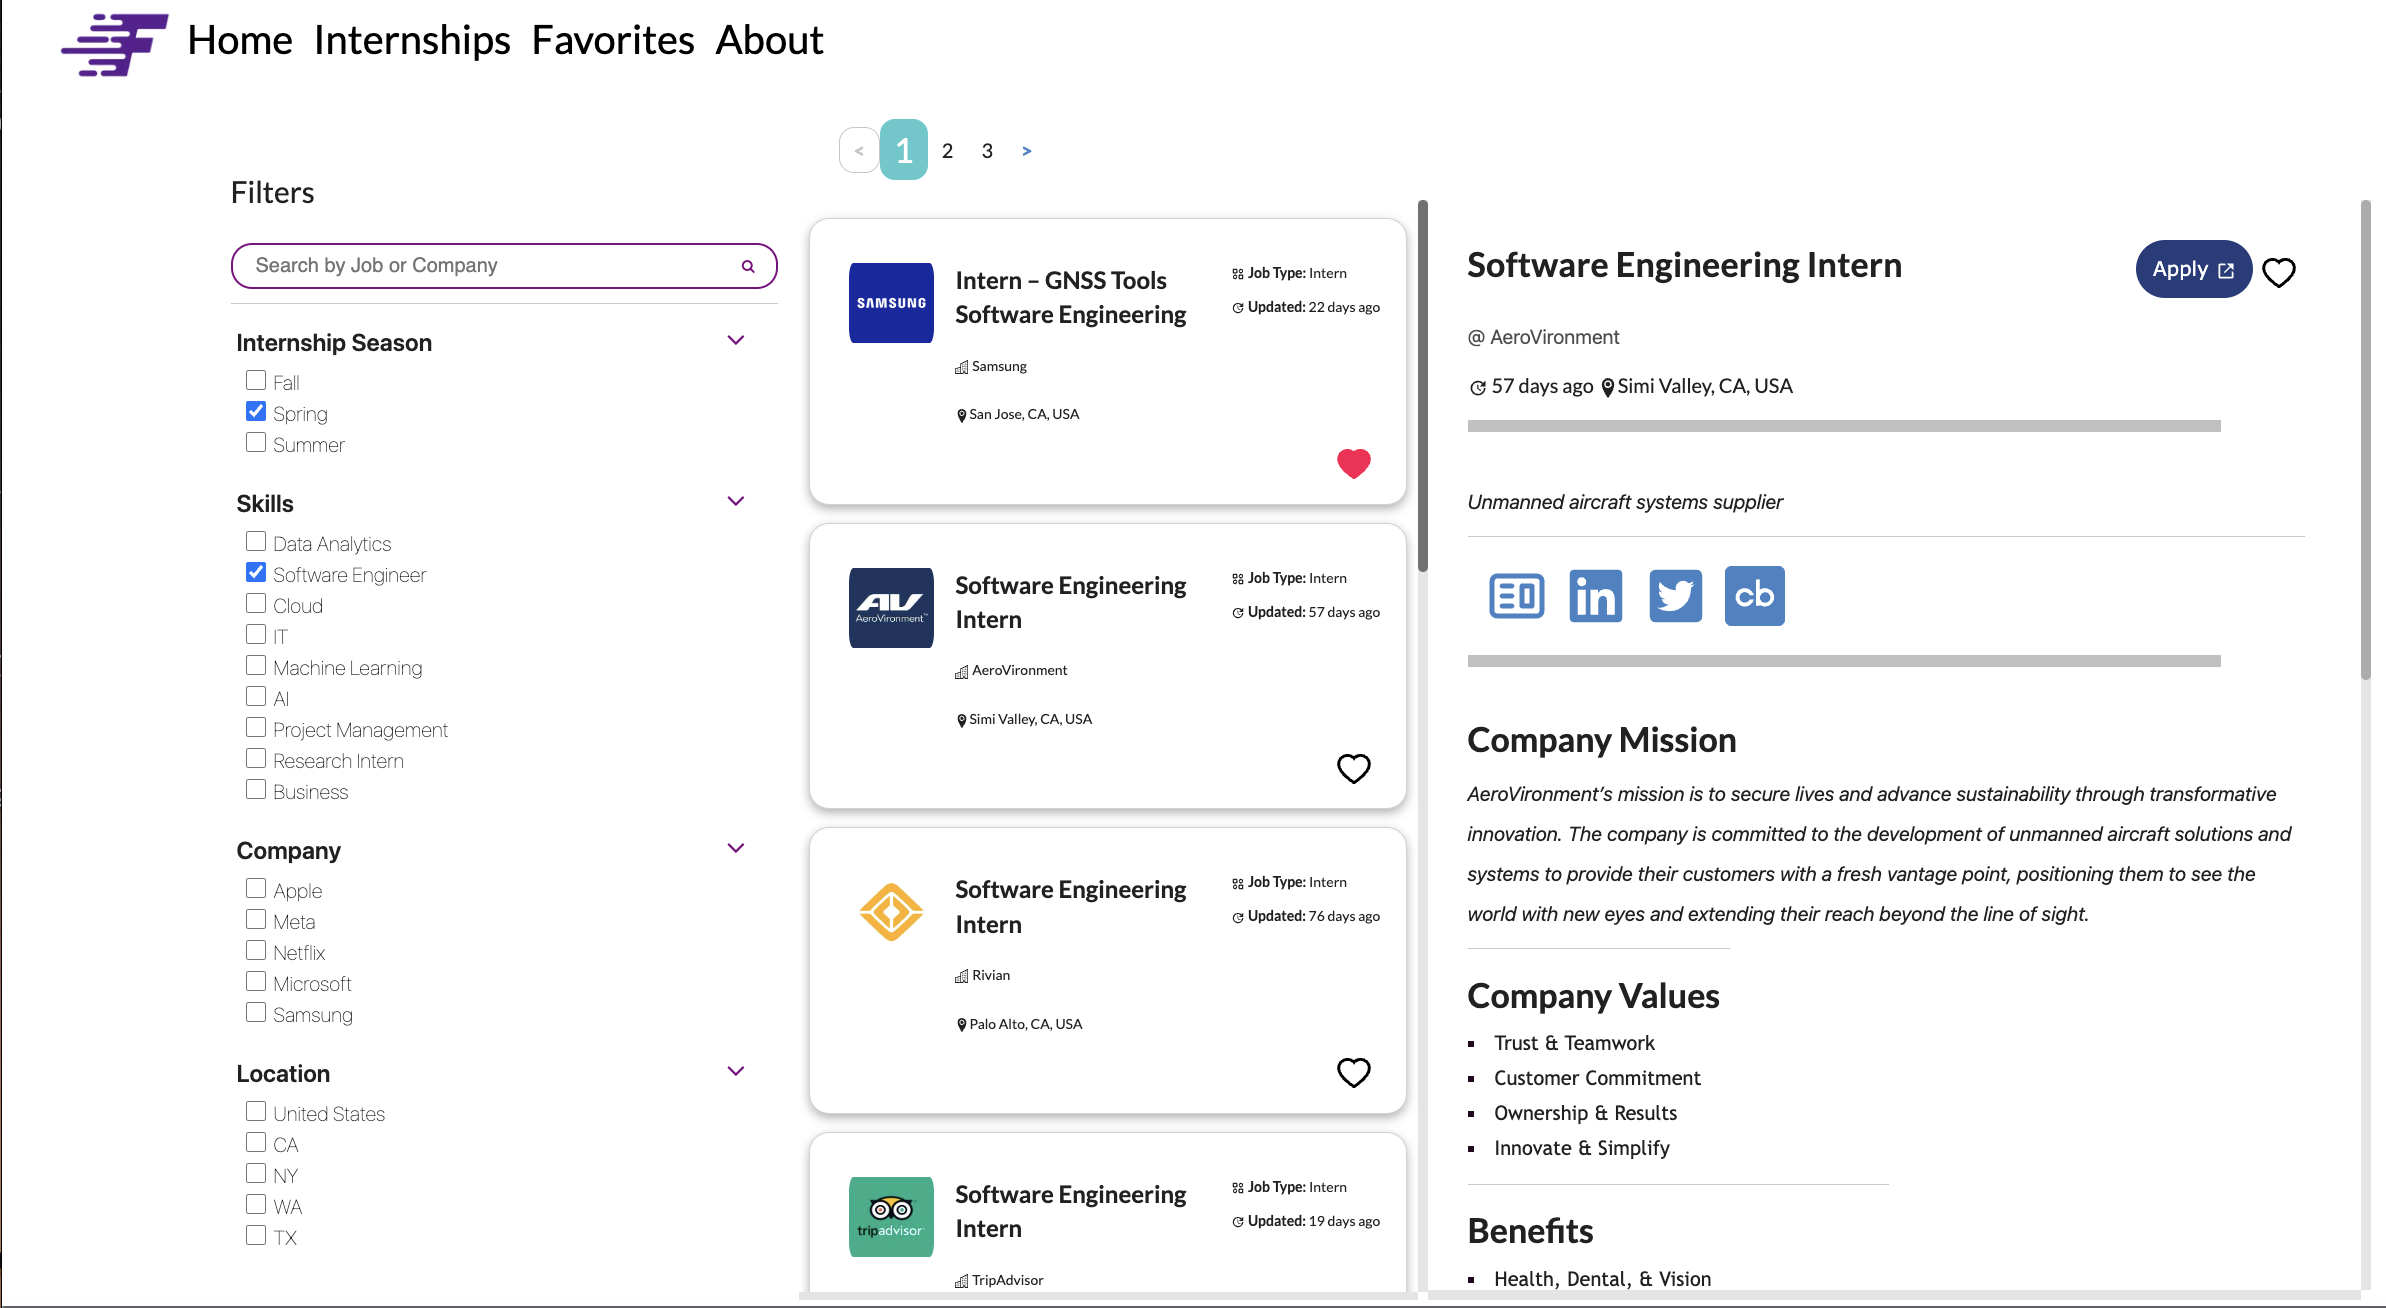 Home Internships Favorites About
< 1 2 3 >
Filters
Search by Job or Company
Internship Season
Fall
Spring
Summer
Skills
Data Analytics
Software Engineer
Cloud
IT
Machine Learning
AI
Project Management
Research Intern
Business
Company
Apple
Meta
Netflix
Microsoft
Samsung
Location
United States
CA
NY
WA
TX
SAMSUNG
Intern – GNSS Tools
Software Engineering
Job Type: Intern
Updated: 22 days ago
Samsung
San Jose, CA, USA
AV
AeroVironment™
Software Engineering
Intern
Job Type: Intern
Updated: 57 days ago
AeroVironment
Simi Valley, CA, USA
Software Engineering
Intern
Job Type: Intern
Updated: 76 days ago
Rivian
Palo Alto, CA, USA
tripadvisor
Software Engineering
Intern
Job Type: Intern
Updated: 19 days ago
TripAdvisor
Software Engineering Intern
Apply
@ AeroVironment
57 days ago Simi Valley, CA, USA
Unmanned aircraft systems supplier
in
cb
Company Mission
AeroVironment’s mission is to secure lives and advance sustainability through transformative
innovation. The company is committed to the development of unmanned aircraft solutions and
systems to provide their customers with a fresh vantage point, positioning them to see the
world with new eyes and extending their reach beyond the line of sight.
Company Values
Trust & Teamwork
Customer Commitment
Ownership & Results
Innovate & Simplify
Benefits
Health, Dental, & Vision